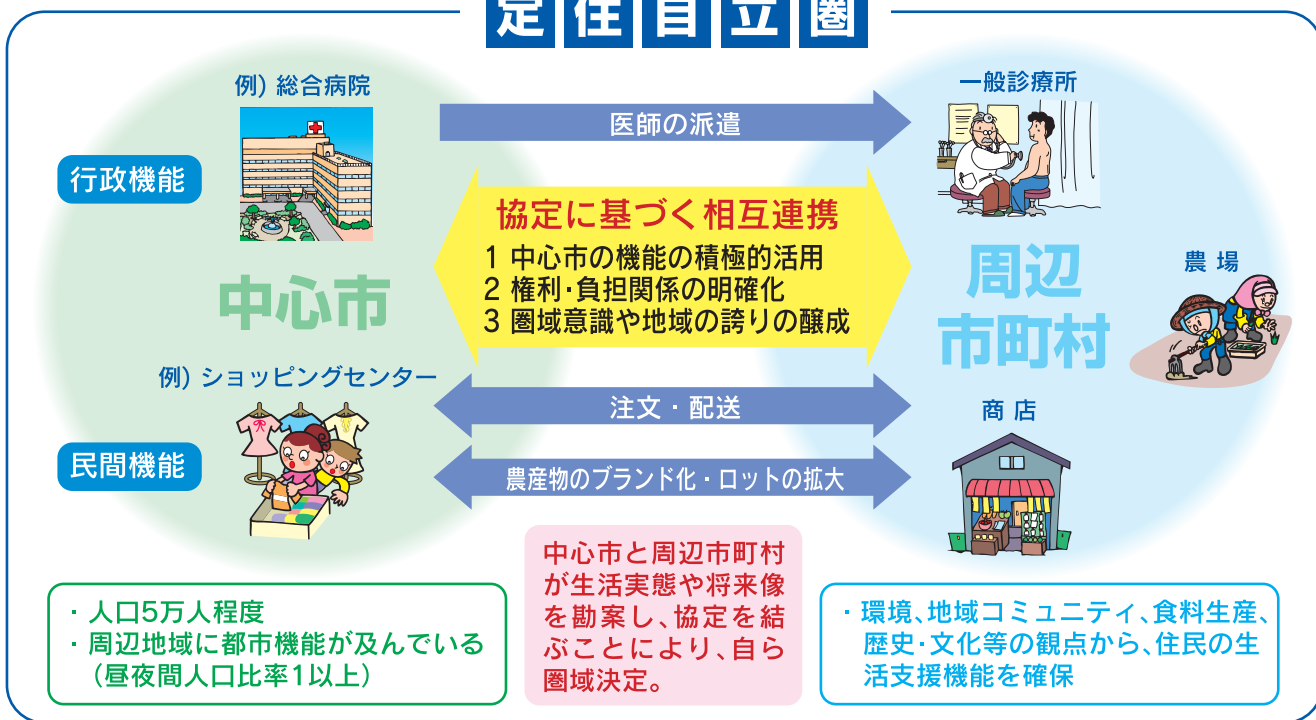 定住自立圏
例) 総合病院
一般診療所
医師の派遣
行政機能
協定に基づく相互連携
1 中心市の機能の積極的活用
2 権利・負担関係の明確化
3 圏域意識や地域の誇りの醸成
中心市
周辺
市町村
農 場
例) ショッピングセンター
注文・配送
商 店
民間機能
農産物のブランド化・ロットの拡大
中心市と周辺市町村
が生活実態や将来像
を勘案し、協定を結
ぶことにより、自ら
圏域決定。
・人口5万人程度
・周辺地域に都市機能が及んでいる
（昼夜間人口比率1以上）
・環境、地域コミュニティ、食料生産、
歴史・文化等の観点から、住民の生
活支援機能を確保